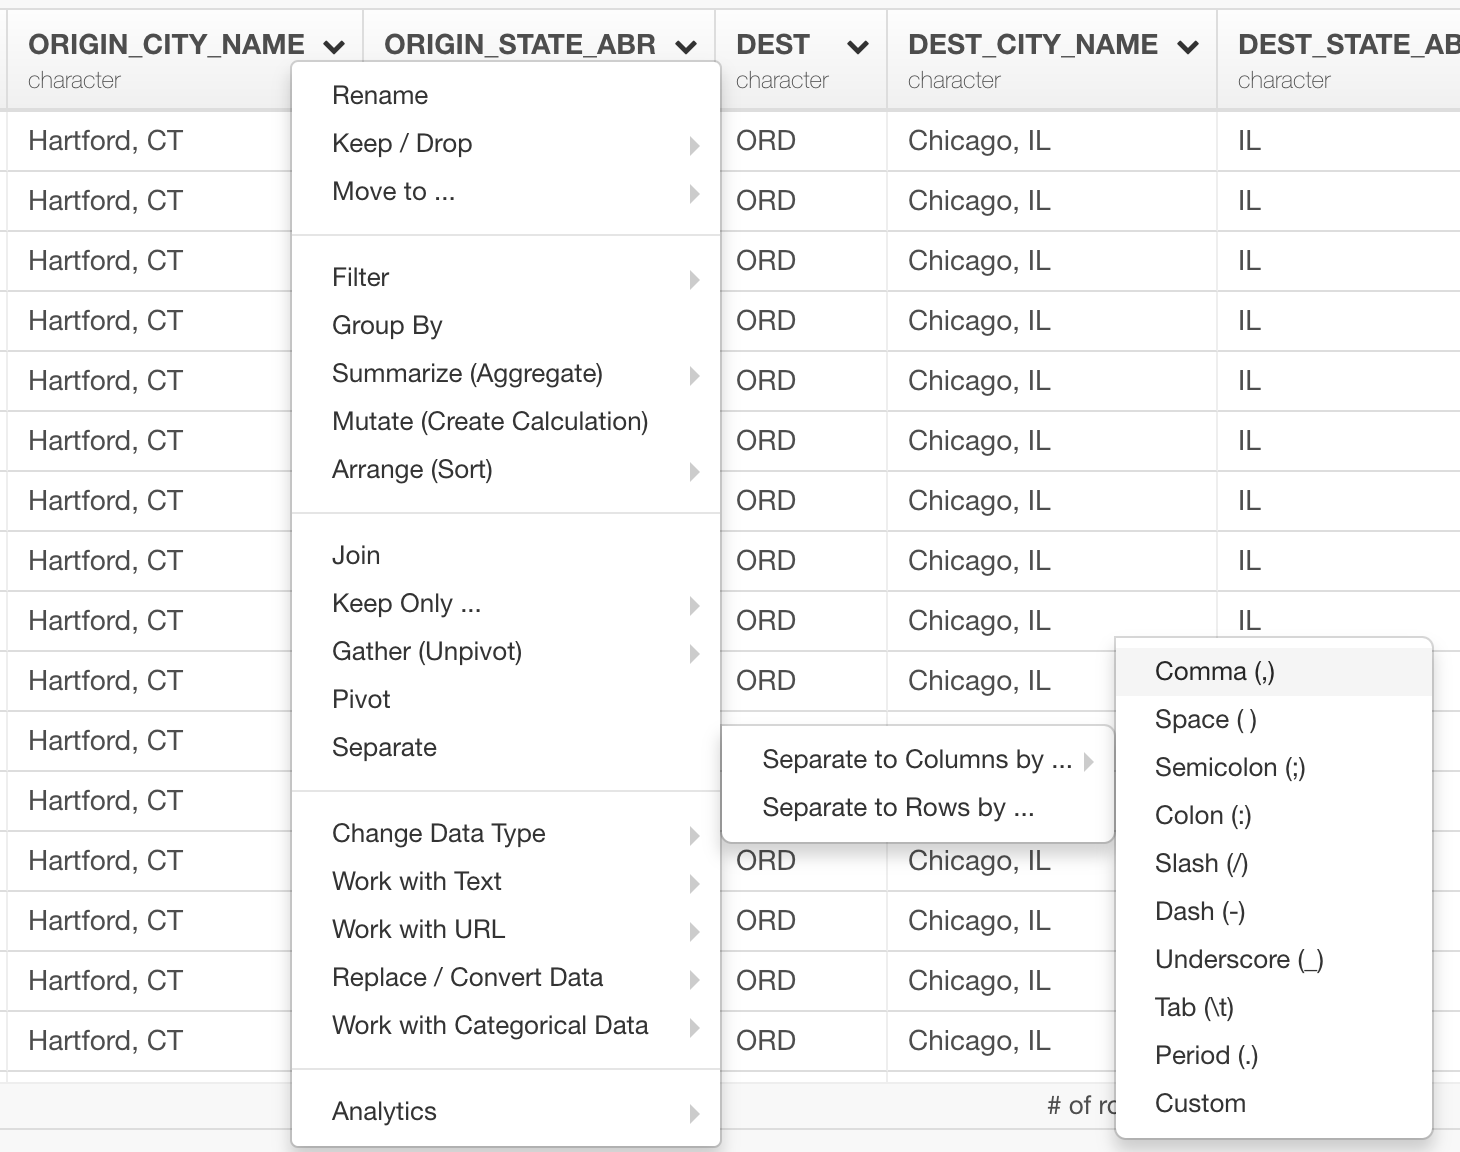 ORIGIN_CITY_NAME ORIGIN_STATE_ABR DEST DEST_CITY_NAME DEST_STATE_AB
character character character character
Rename
Keep / Drop
Move to ...
Filter
Group By
Summarize (Aggregate)
Mutate (Create Calculation)
Arrange (Sort)
Join
Keep Only ...
Gather (Unpivot)
Pivot
Separate
Change Data Type
Work with Text
Work with URL
Replace / Convert Data
Work with Categorical Data
Analytics
Separate to Columns by ...
Separate to Rows by ...
Comma (,)
Space ( )
Semicolon (;)
Colon (:)
Slash (/)
Dash (-)
Underscore (_)
Tab (\t)
Period (.)
Custom
Hartford, CT ORD Chicago, IL IL
Hartford, CT ORD Chicago, IL IL
Hartford, CT ORD Chicago, IL IL
Hartford, CT ORD Chicago, IL IL
Hartford, CT ORD Chicago, IL IL
Hartford, CT ORD Chicago, IL IL
Hartford, CT ORD Chicago, IL IL
Hartford, CT ORD Chicago, IL IL
Hartford, CT ORD Chicago, IL IL
Hartford, CT ORD Chicago, IL
Hartford, CT
Hartford, CT
Hartford, CT ORD Chicago, IL
Hartford, CT ORD Chicago, IL
Hartford, CT ORD Chicago, IL
Hartford, CT ORD Chicago, IL
# of